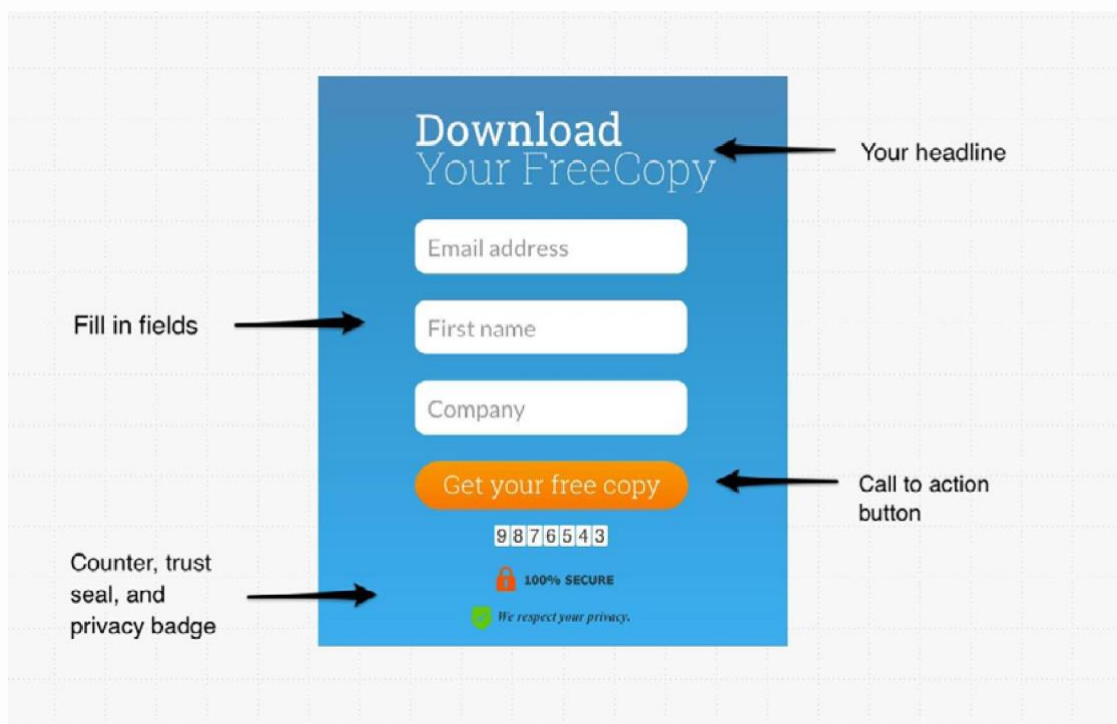 Download
Your FreeCopy
Your headline
Email address
Fill in fields
First name
Company
Get your free copy
Call to action
button
9876543
Counter, trust
seal, and
privacy badge
100% SECURE
We respect your privacy.